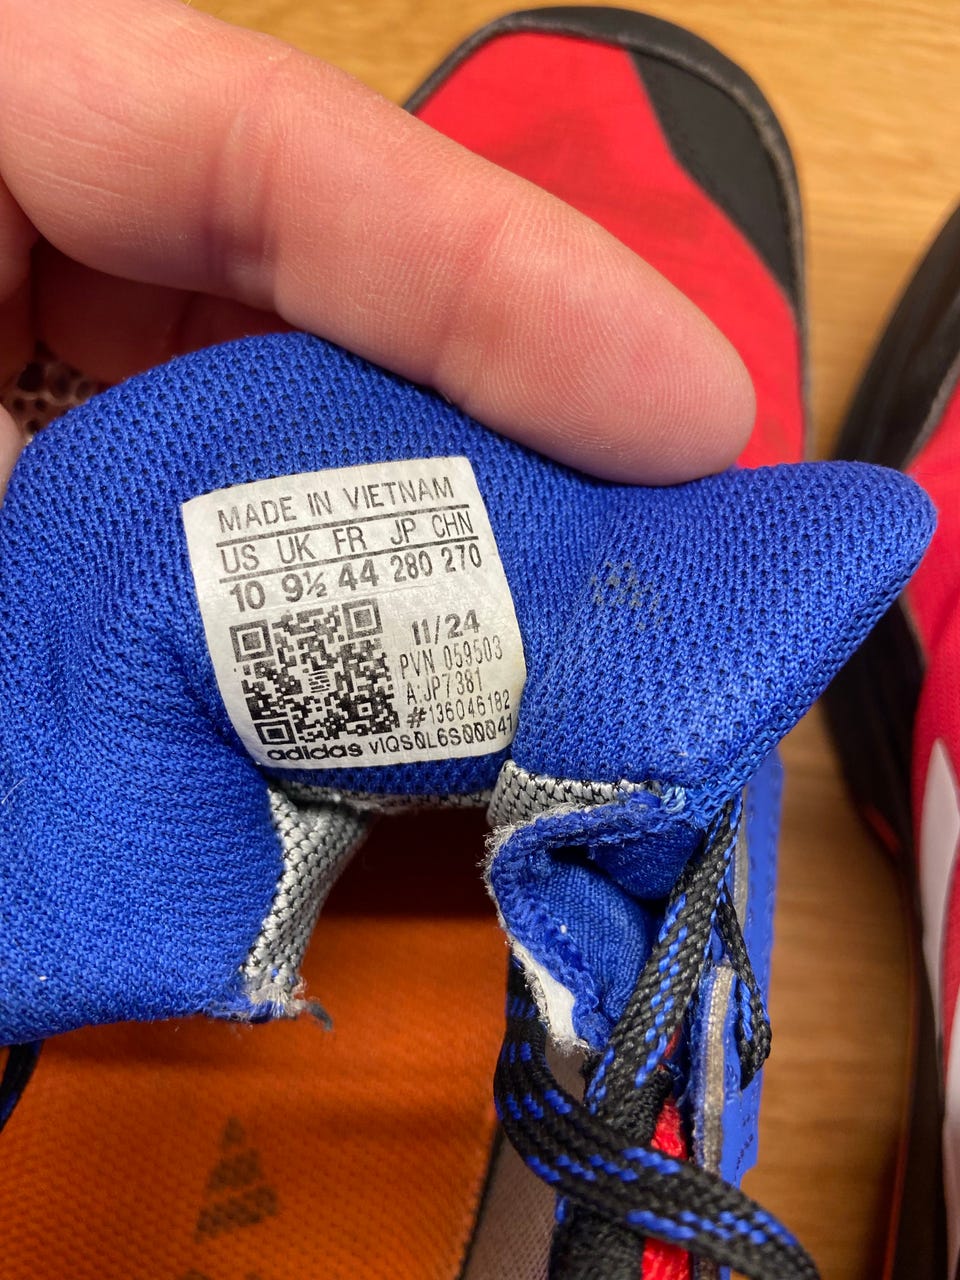 MADE IN VIETNAM
US UK FR JP CHN
10 9½ 44 280 270
11/24
PVN 059503
A:JP7381
#136046182
adidas vIQSQL6SQQQ41